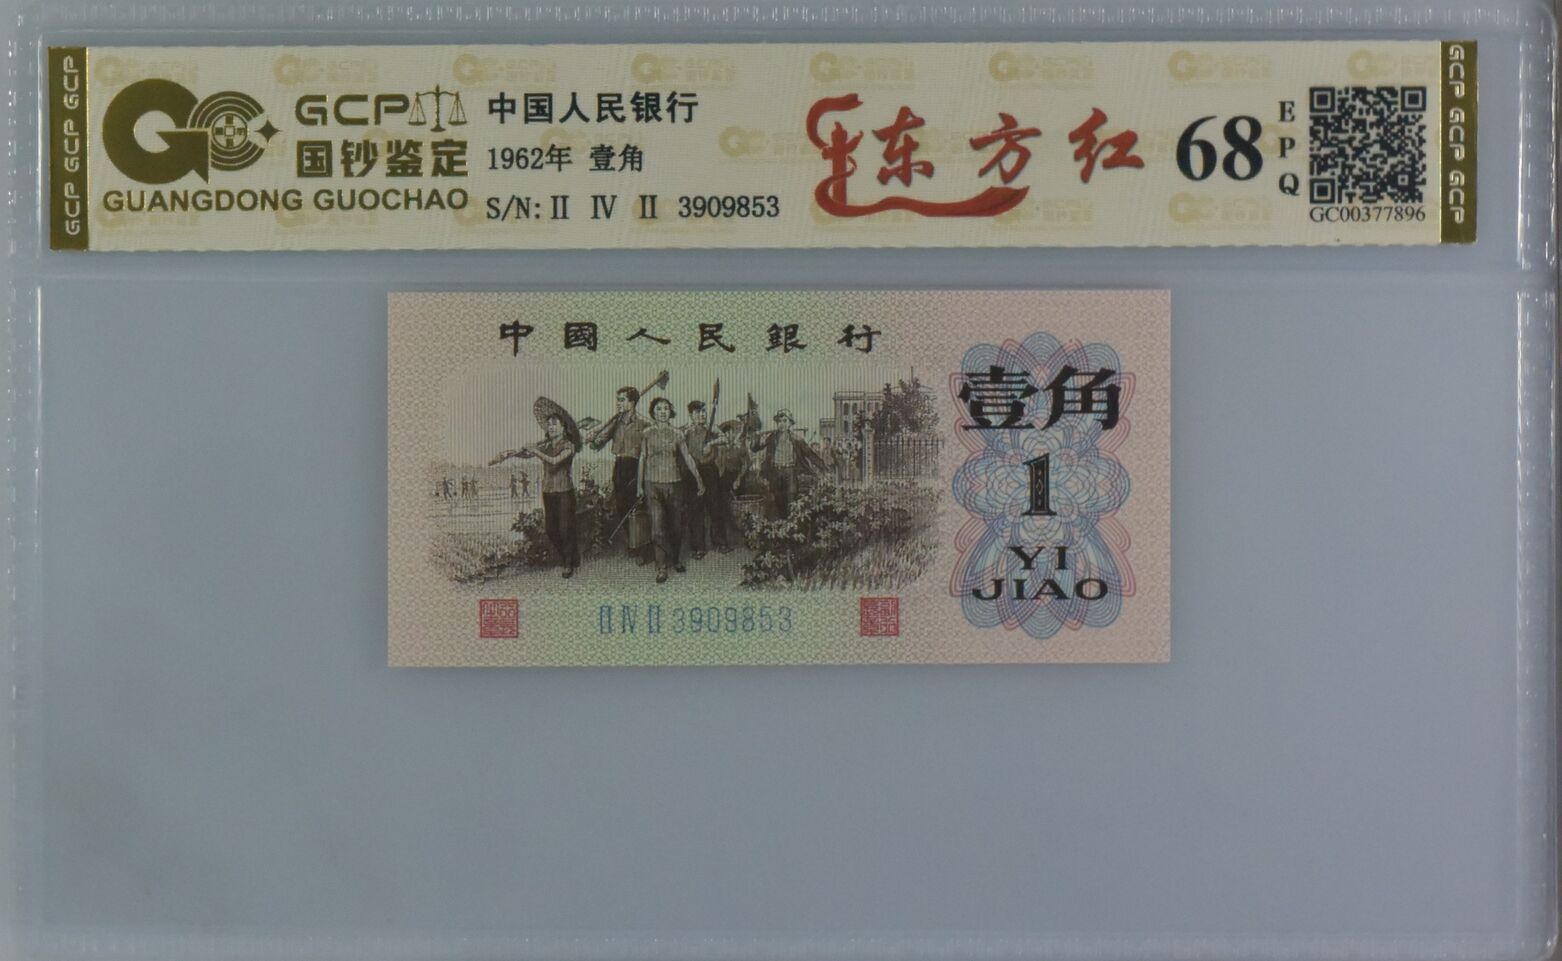 GCP GCP GCP
GCP
国钞鉴定
GUANGDONG GUOCHAO
中国人民银行
1962年 壹角
S/N: II IV II 3909853
东方红
68
EPQ
GC00377896
GCP GCP GCP
中國人民銀行
壹角
1
YI
JIAO
II IV II 3909853